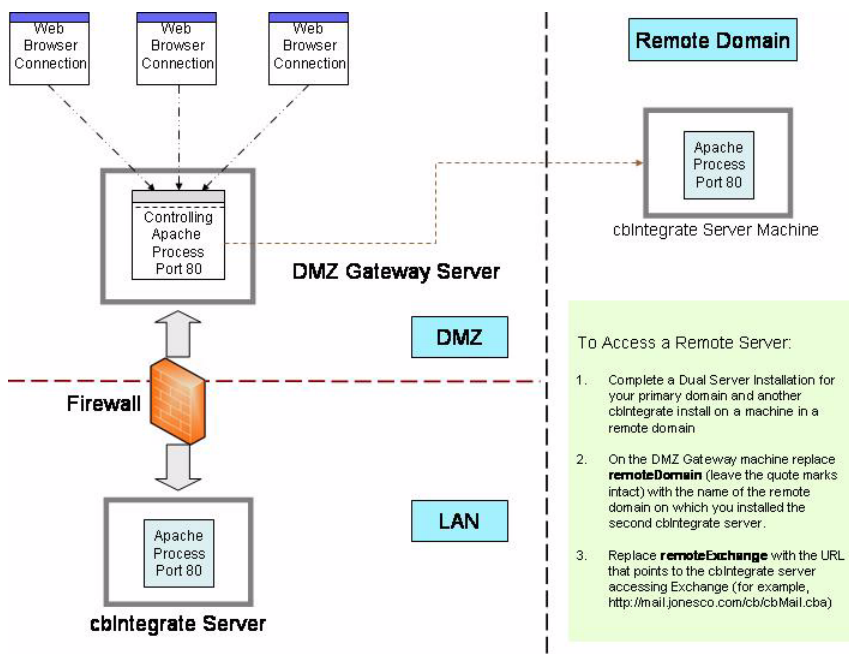 Web
Browser
Connection
Web
Browser
Connection
Web
Browser
Connection
Remote Domain
Apache
Process
Port 80
cbIntegrate Server Machine
Controlling
Apache
Process
Port 80
DMZ Gateway Server
DMZ
Firewall
LAN
Apache
Process
Port 80
cbIntegrate Server
To Access a Remote Server:
1. Complete a Dual Server Installation for
your primary domain and another
cbIntegrate install on a machine in a
remote domain
2. On the DMZ Gateway machine replace
remoteDomain (leave the quote marks
intact) with the name of the remote
domain on which you installed the
second cbIntegrate server.
3. Replace remoteExchange with the URL
that points to the cbIntegrate server
accessing Exchange (for example,
http://mail.jonesco.com/cb/cbMail.cba)